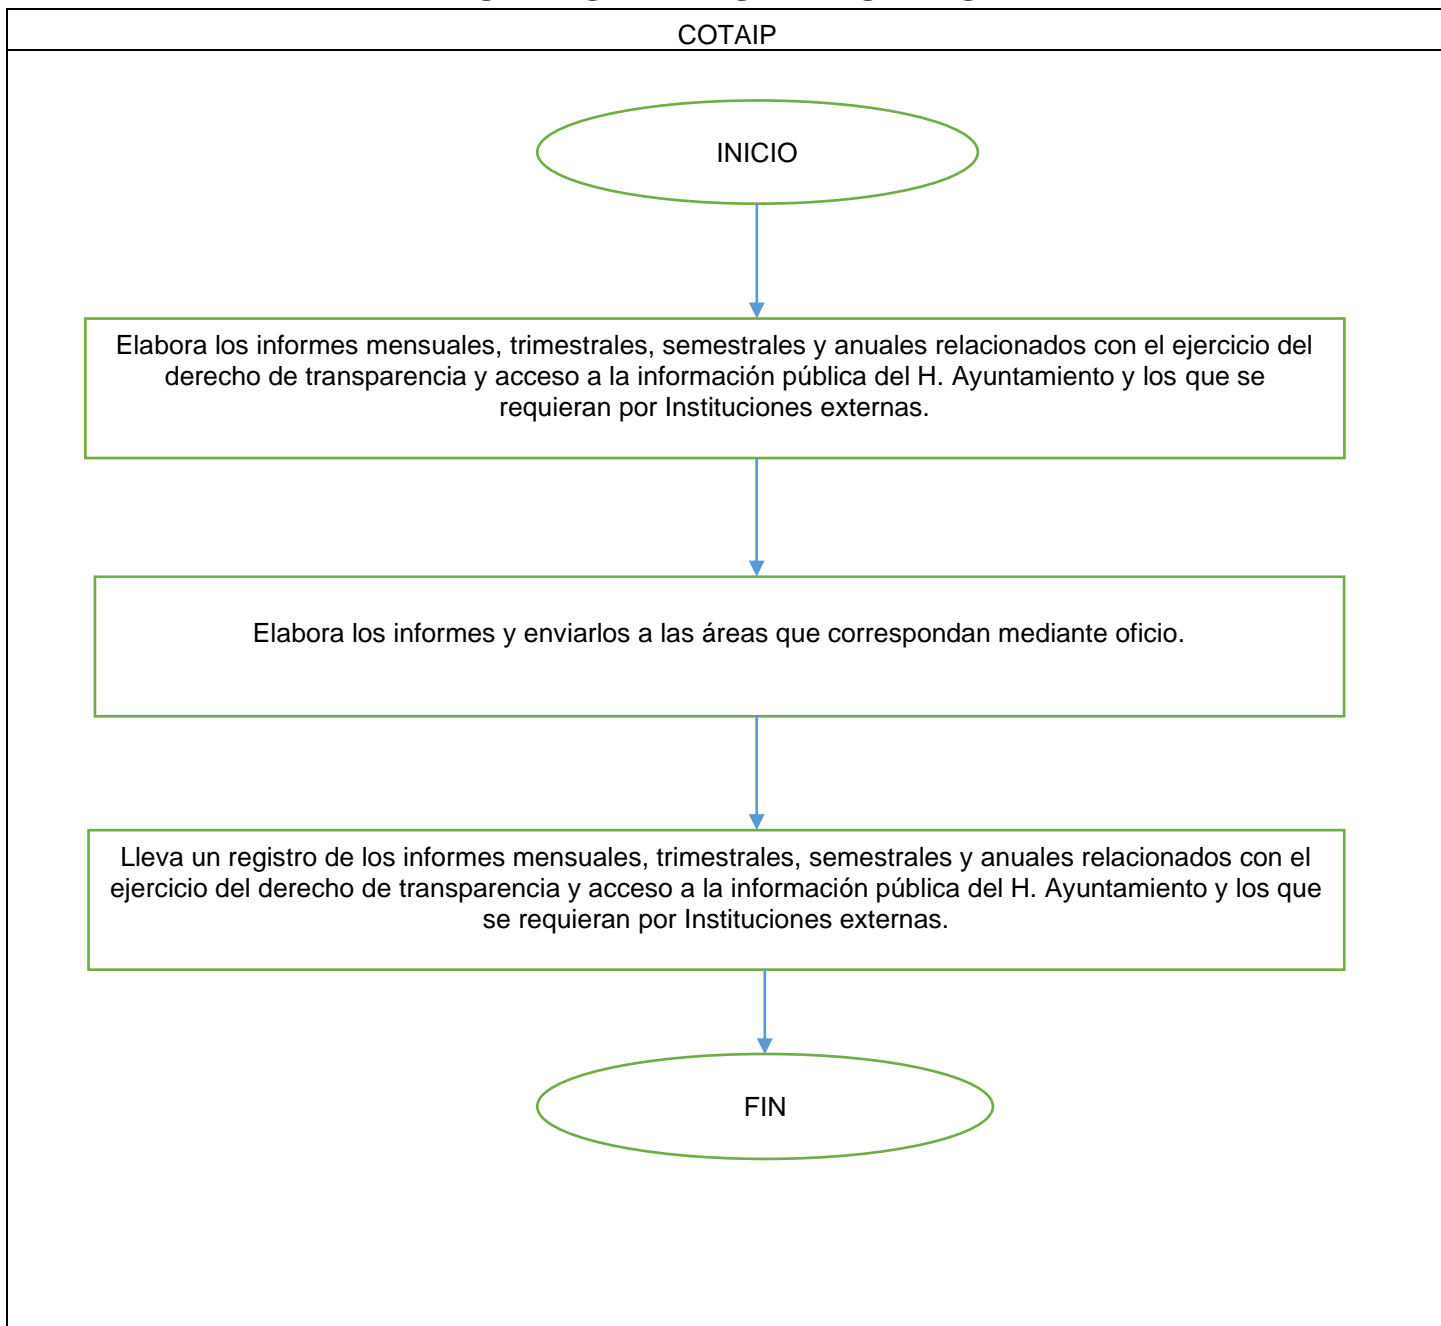 COTAIP
INICIO
Elabora los informes mensuales, trimestrales, semestrales y anuales relacionados con el ejercicio del
derecho de transparencia y acceso a la información pública del H. Ayuntamiento y los que se
requieran por Instituciones externas.
Elabora los informes y enviarlos a las áreas que correspondan mediante oficio.
Lleva un registro de los informes mensuales, trimestrales, semestrales y anuales relacionados con el
ejercicio del derecho de transparencia y acceso a la información pública del H. Ayuntamiento y los que
se requieran por Instituciones externas.
FIN